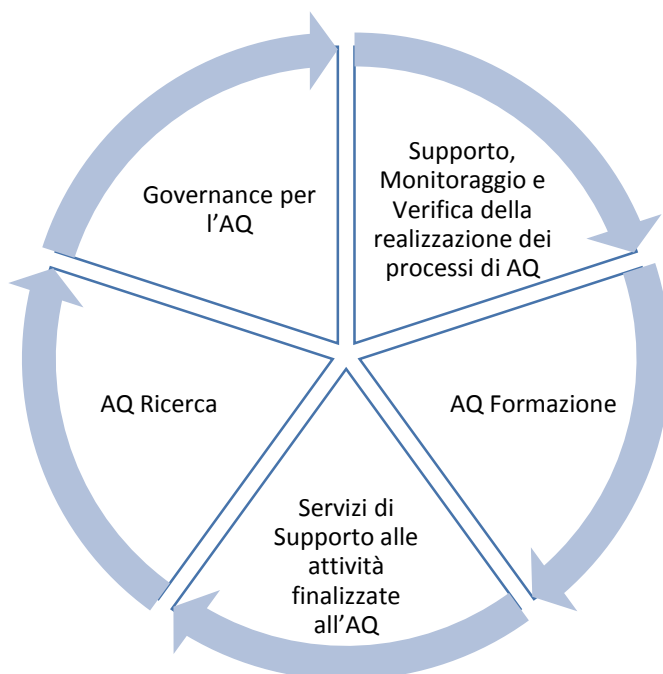 Supporto,
Monitoraggio e
Verifica della
realizzazione dei
processi di AQ
AQ Formazione
Servizi di
Supporto alle
attività
finalizzate
all'AQ
AQ Ricerca
Governance per
l'AQ